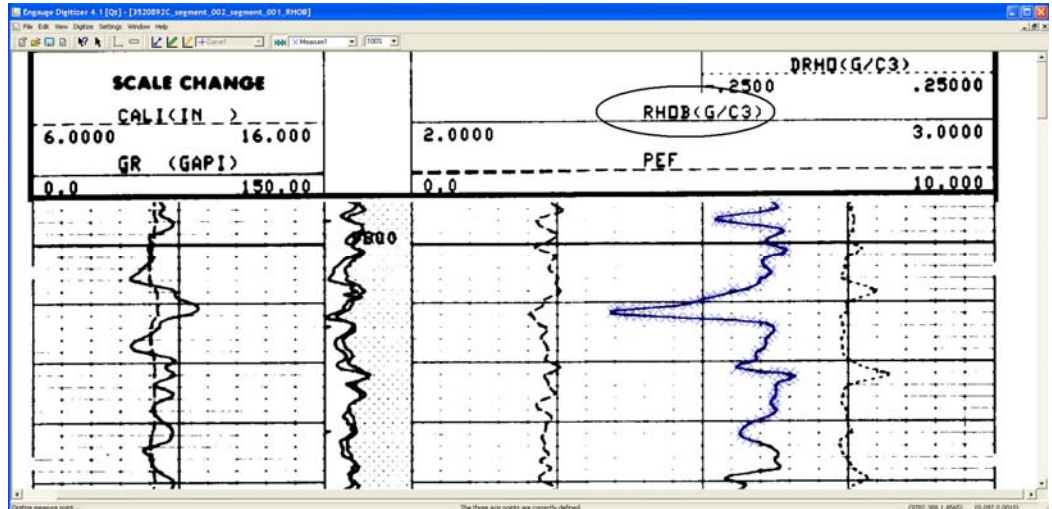 Engauge Digitizer 4.1 [Qt] - [3520892C_segment_002_segment_001_RHOB]
File Edit View Digitize Settings Window Help
Curve1
Measure1
100%
SCALE CHANGE
CALI(IN )
6.0000 16.000
GR (GAPI)
0.0 150.00
DRHO(G/C3)
-.2500 .25000
RHOB(G/C3)
2.0000 3.0000
PEF
0.0 10.000
The three axis points are correctly defined.